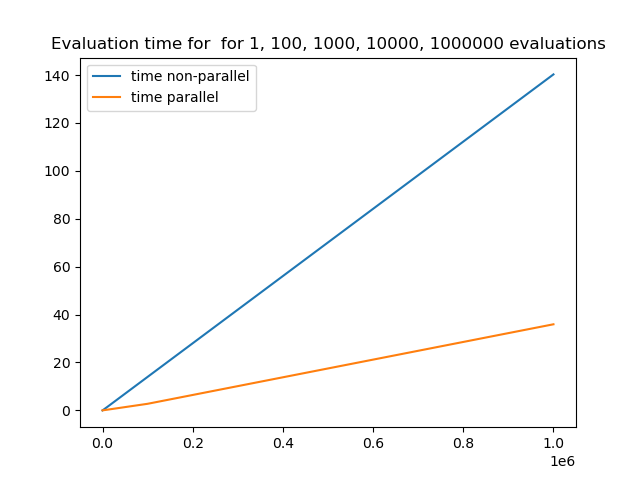 Evaluation time for  for 1, 100, 1000, 10000, 1000000 evaluations
time non-parallel
time parallel
140
120
100
80
60
40
20
0
0.0 0.2 0.4 0.6 0.8 1.0
1e6